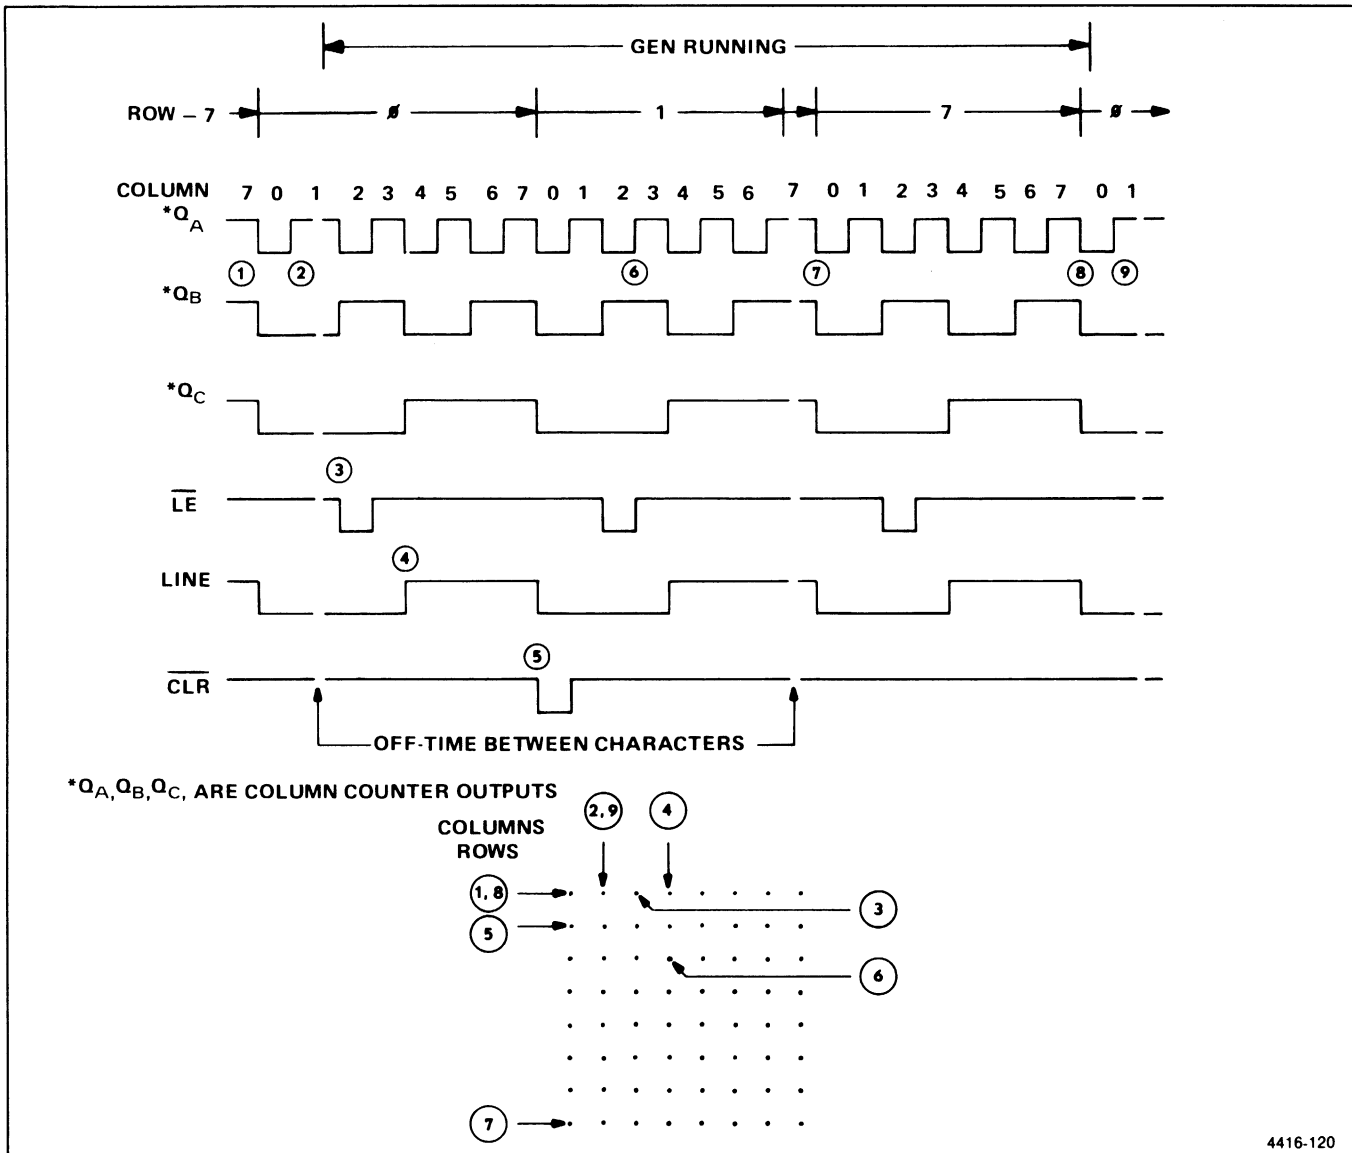 GEN RUNNING
ROW – 7 ø 1 7 ø
COLUMN 7 0 1 2 3 4 5 6 7 0 1 2 3 4 5 6 7 0 1 2 3 4 5 6 7 0 1
*QA
1 2 6 7 8 9
*QB
*QC
3
LE
4
LINE
5
CLR
OFF-TIME BETWEEN CHARACTERS
*QA,QB,QC, ARE COLUMN COUNTER OUTPUTS
2, 9 4
COLUMNS
ROWS
1, 8
3
5
6
7
4416-120